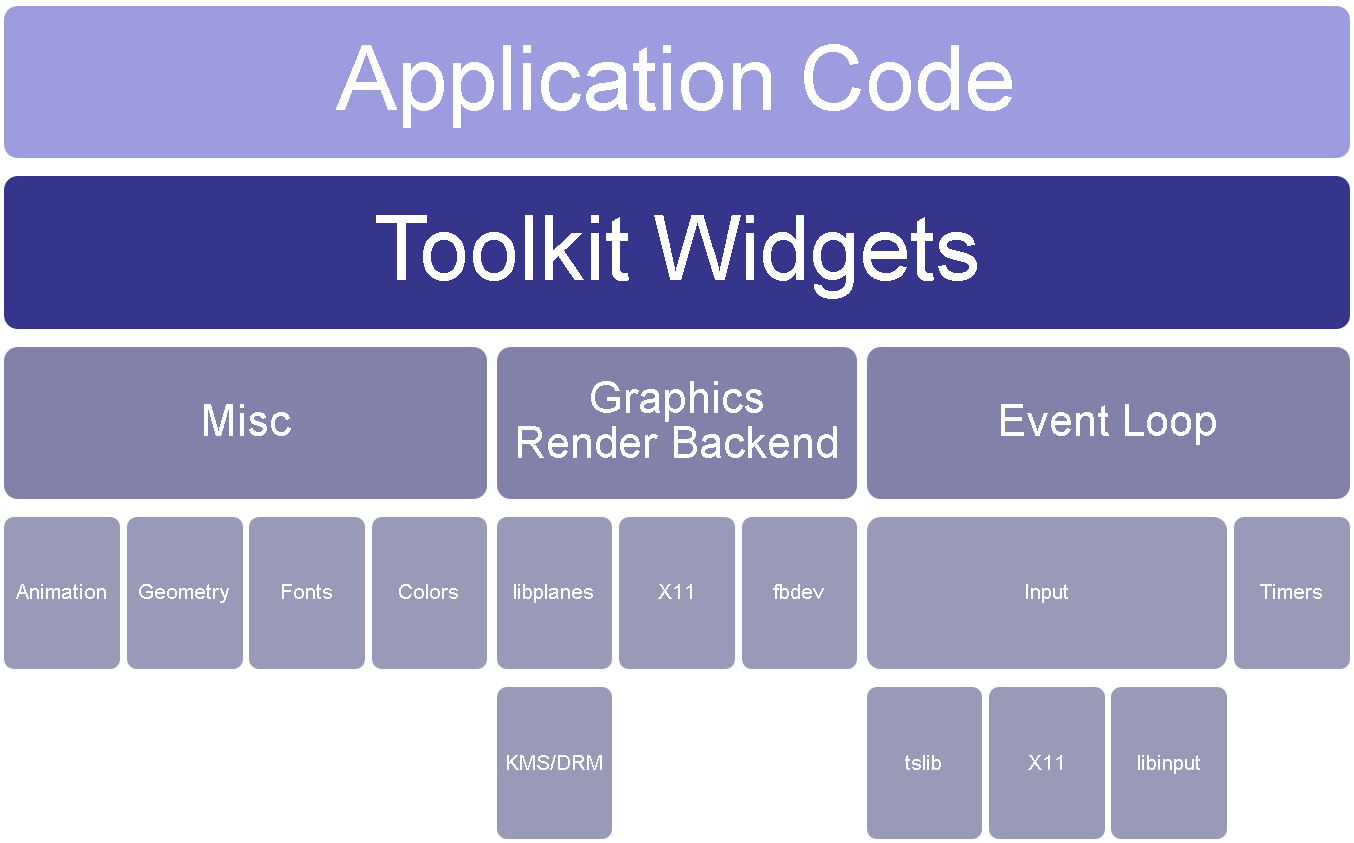 Application Code
Toolkit Widgets
Misc
Graphics
Render Backend
Event Loop
Animation
Geometry
Fonts
Colors
libplanes
X11
fbdev
Input
Timers
KMS/DRM
tslib
X11
libinput